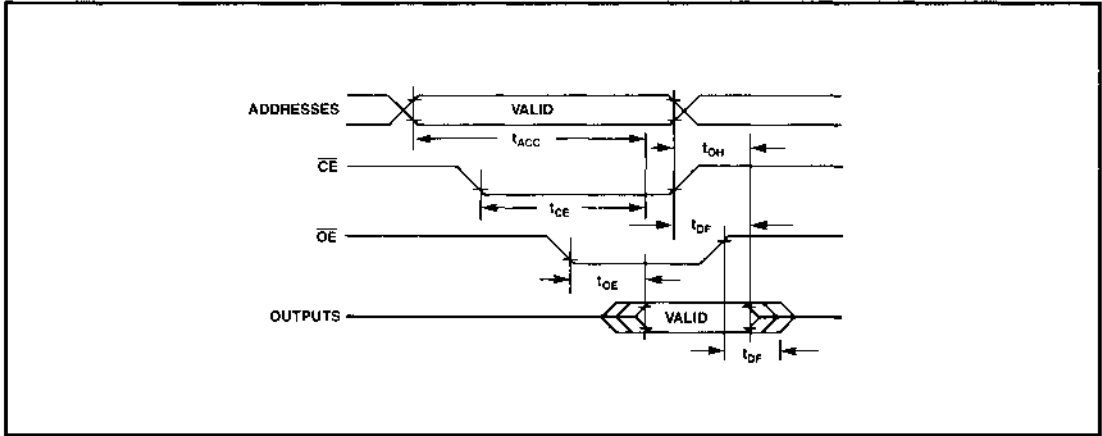 ADDRESSES
VALID
tACC
tOH
CE
tCE
tDF
OE
tOE
OUTPUTS
VALID
tDF